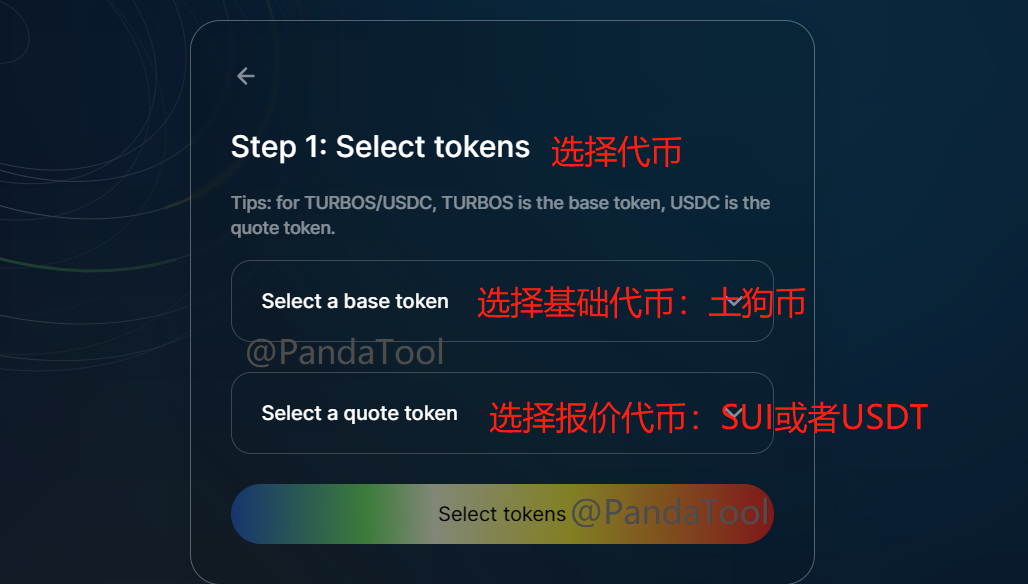 Step 1: Select tokens 选择代币
Tips: for TURBOS/USDC, TURBOS is the base token, USDC is the
quote token.
Select a base token 选择基础代币：土狗币
@PandaTool
Select a quote token 选择报价代币：SUI或者USDT
Select tokens @PandaTool